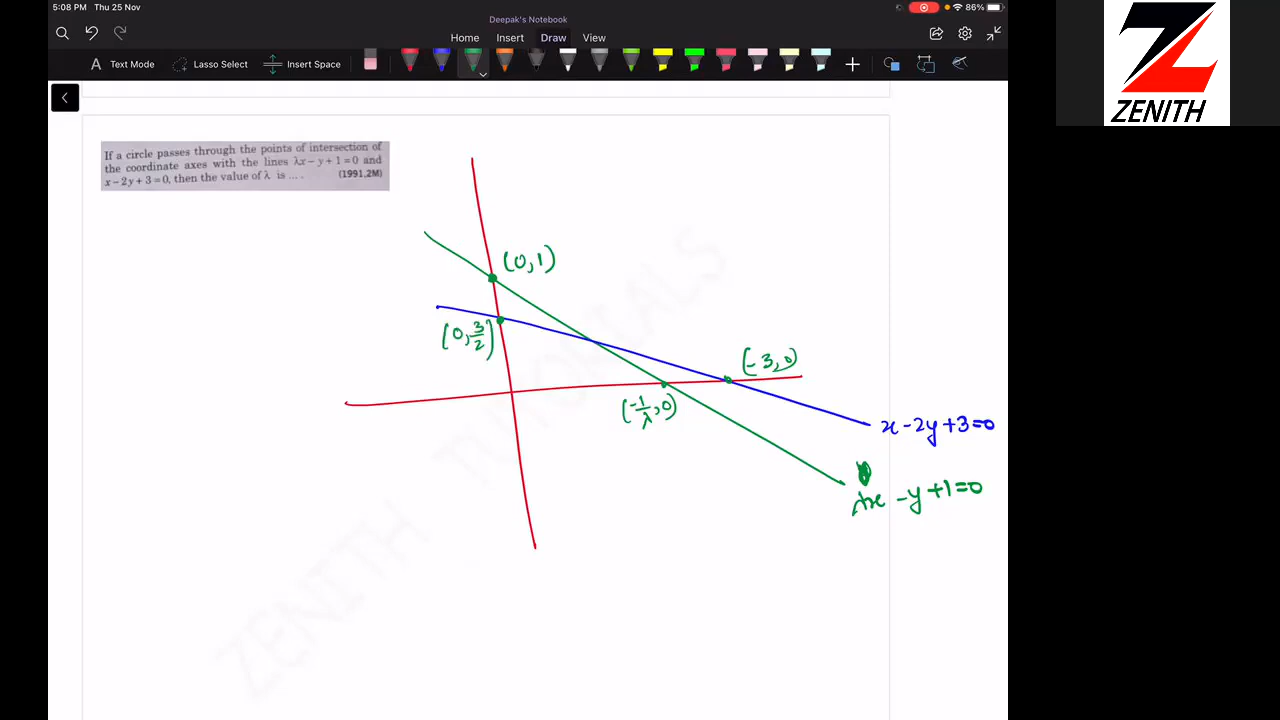 5:08 PM Thu 25 Nov
86%
Deepak's Notebook
Home Insert Draw View
A Text Mode Lasso Select Insert Space
ZENITH
If a circle passes through the points of intersection of
the coordinate axes with the lines λx − y + 1 = 0 and
x − 2y + 3 = 0, then the value of λ is ... . (1991,2M)
(0,1)
(0,3/2)
(-3,0)
(-1/λ,0)
x-2y+3=0
λx-y+1=0
ZENITH TUTORIALS